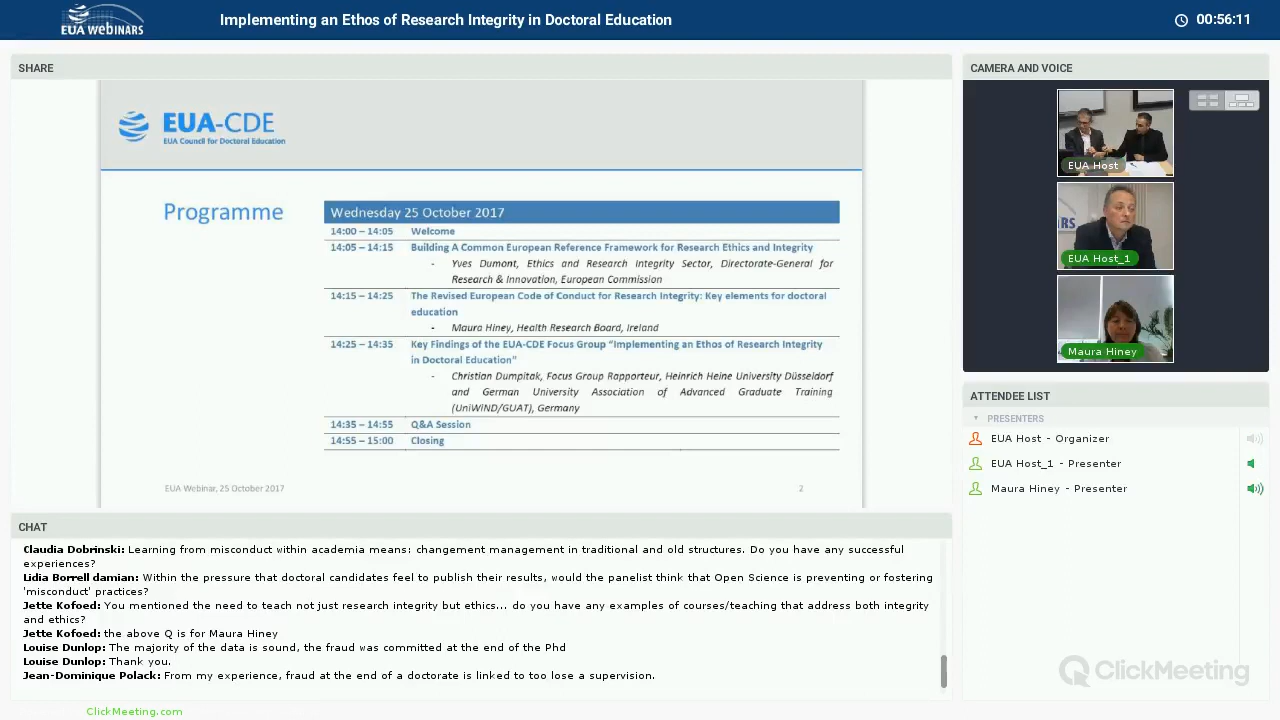 EUA WEBINARS
Implementing an Ethos of Research Integrity in Doctoral Education
00:56:11
SHARE
EUA-CDE
EUA Council for Doctoral Education
Programme
Wednesday 25 October 2017
14:00 – 14:05 Welcome
14:05 – 14:15 Building A Common European Reference Framework for Research Ethics and Integrity
- Yves Dumont, Ethics and Research Integrity Sector, Directorate-General for
Research & Innovation, European Commission
14:15 – 14:25 The Revised European Code of Conduct for Research Integrity: Key elements for doctoral
education
- Maura Hiney, Health Research Board, Ireland
14:25 – 14:35 Key Findings of the EUA-CDE Focus Group "Implementing an Ethos of Research Integrity
in Doctoral Education"
- Christian Dumpitak, Focus Group Rapporteur, Heinrich Heine University Düsseldorf
and German University Association of Advanced Graduate Training
(UniWIND/GUAT), Germany
14:35 – 14:55 Q&A Session
14:55 – 15:00 Closing
EUA Webinar, 25 October 2017
2
CAMERA AND VOICE
EUA Host
EUA Host_1
Maura Hiney
ATTENDEE LIST
PRESENTERS
EUA Host - Organizer
EUA Host_1 - Presenter
Maura Hiney - Presenter
CHAT
Claudia Dobrinski: Learning from misconduct within academia means: changement management in traditional and old structures. Do you have any successful
experiences?
Lidia Borrell damian: Within the pressure that doctoral candidates feel to publish their results, would the panelist think that Open Science is preventing or fostering
'misconduct' practices?
Jette Kofoed: You mentioned the need to teach not just research integrity but ethics... do you have any examples of courses/teaching that address both integrity
and ethics?
Jette Kofoed: the above Q is for Maura Hiney
Louise Dunlop: The majority of the data is sound, the fraud was committed at the end of the Phd
Louise Dunlop: Thank you.
Jean-Dominique Polack: From my experience, fraud at the end of a doctorate is linked to too lose a supervision.
ClickMeeting
ClickMeeting.com